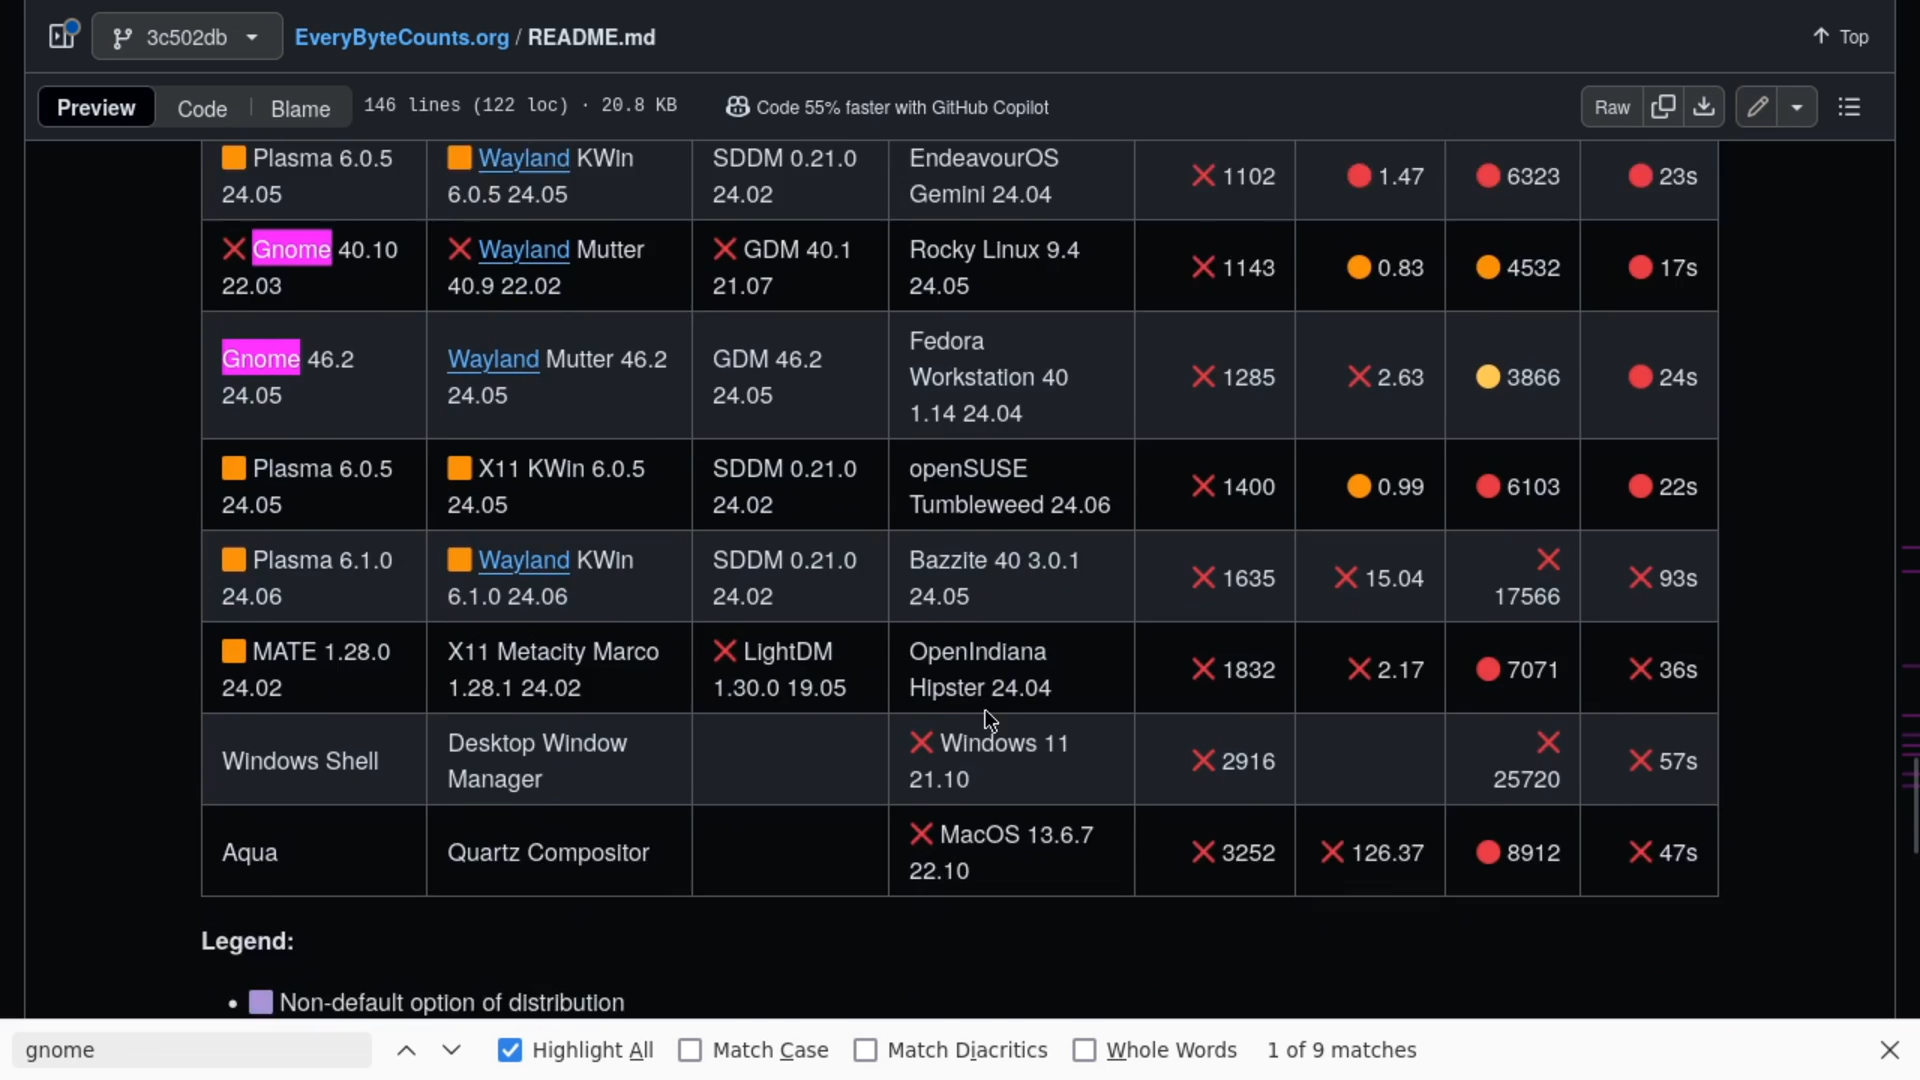 3c502db
EveryByteCounts.org / README.md
Top
Preview
Code
Blame
146 lines (122 loc) · 20.8 KB
Code 55% faster with GitHub Copilot
Raw
Plasma 6.0.5
24.05
Wayland KWin
6.0.5 24.05
SDDM 0.21.0
24.02
EndeavourOS
Gemini 24.04
1102
1.47
6323
23s
Gnome 40.10
22.03
Wayland Mutter
40.9 22.02
GDM 40.1
21.07
Rocky Linux 9.4
24.05
1143
0.83
4532
17s
Gnome 46.2
24.05
Wayland Mutter 46.2
24.05
GDM 46.2
24.05
Fedora
Workstation 40
1.14 24.04
1285
2.63
3866
24s
Plasma 6.0.5
24.05
X11 KWin 6.0.5
24.05
SDDM 0.21.0
24.02
openSUSE
Tumbleweed 24.06
1400
0.99
6103
22s
Plasma 6.1.0
24.06
Wayland KWin
6.1.0 24.06
SDDM 0.21.0
24.02
Bazzite 40 3.0.1
24.05
1635
15.04
17566
93s
MATE 1.28.0
24.02
X11 Metacity Marco
1.28.1 24.02
LightDM
1.30.0 19.05
OpenIndiana
Hipster 24.04
1832
2.17
7071
36s
Windows Shell
Desktop Window
Manager
Windows 11
21.10
2916
25720
57s
Aqua
Quartz Compositor
MacOS 13.6.7
22.10
3252
126.37
8912
47s
Legend:
Non-default option of distribution
gnome
Highlight All
Match Case
Match Diacritics
Whole Words
1 of 9 matches